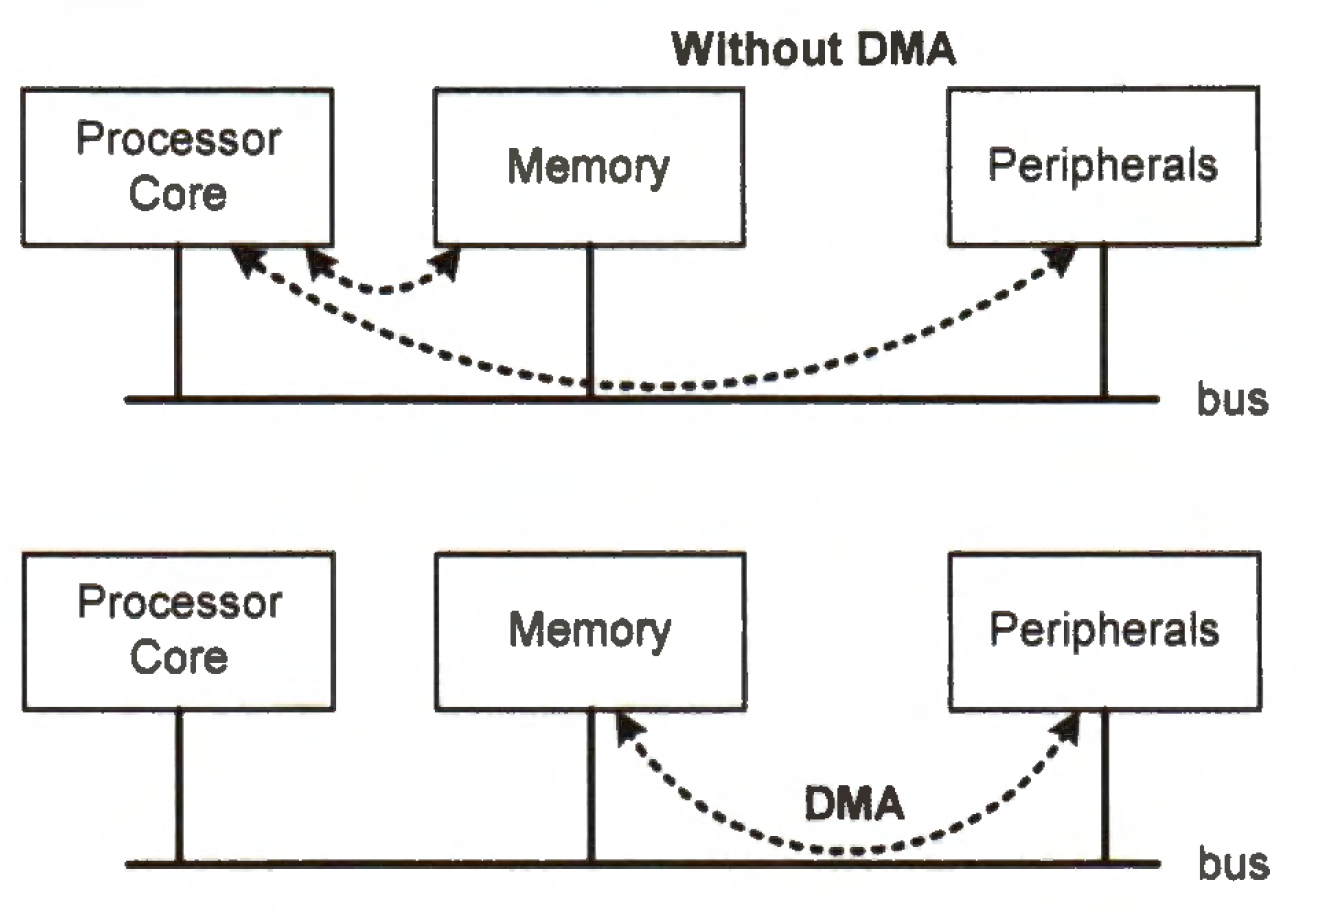 Without DMA
Processor
Core
Memory
Peripherals
bus
Processor
Core
Memory
Peripherals
DMA
bus